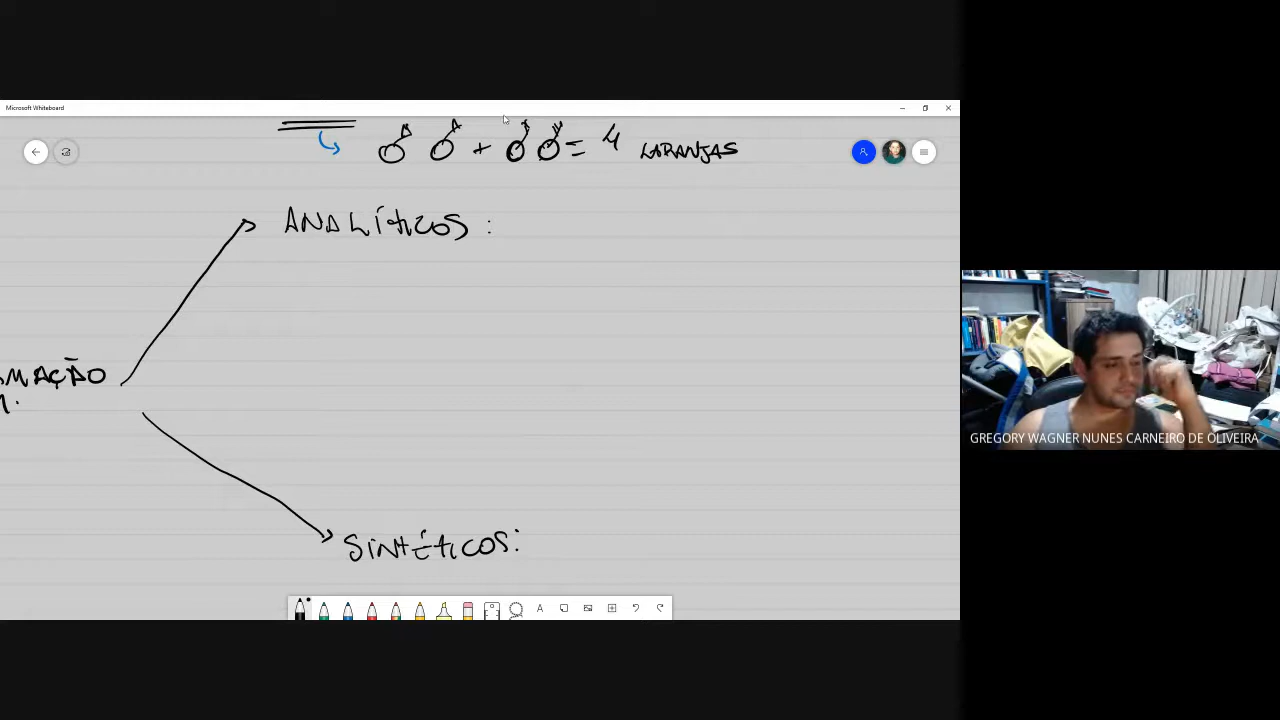 Microsoft Whiteboard
+ = 4 LARANJAS
ANALÍTICOS :
MAÇÃO
SINTÉTICOS:
GREGORY WAGNER NUNES CARNEIRO DE OLIVEIRA
A